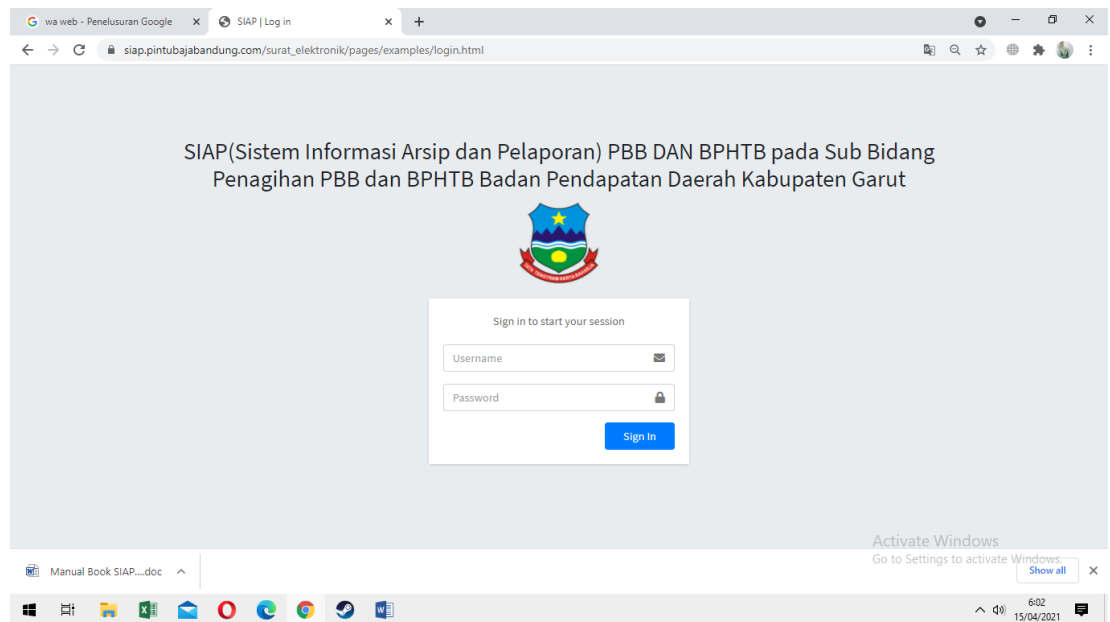 wa web - Penelusuran Google
SIAP | Log in
siap.pintubajabandung.com/surat_elektronik/pages/examples/login.html
SIAP(Sistem Informasi Arsip dan Pelaporan) PBB DAN BPHTB pada Sub Bidang
Penagihan PBB dan BPHTB Badan Pendapatan Daerah Kabupaten Garut
Sign in to start your session
Username
Password
Sign In
Activate Windows
Go to Settings to activate Windows.
Manual Book SIAP....doc
Show all
6:02
15/04/2021